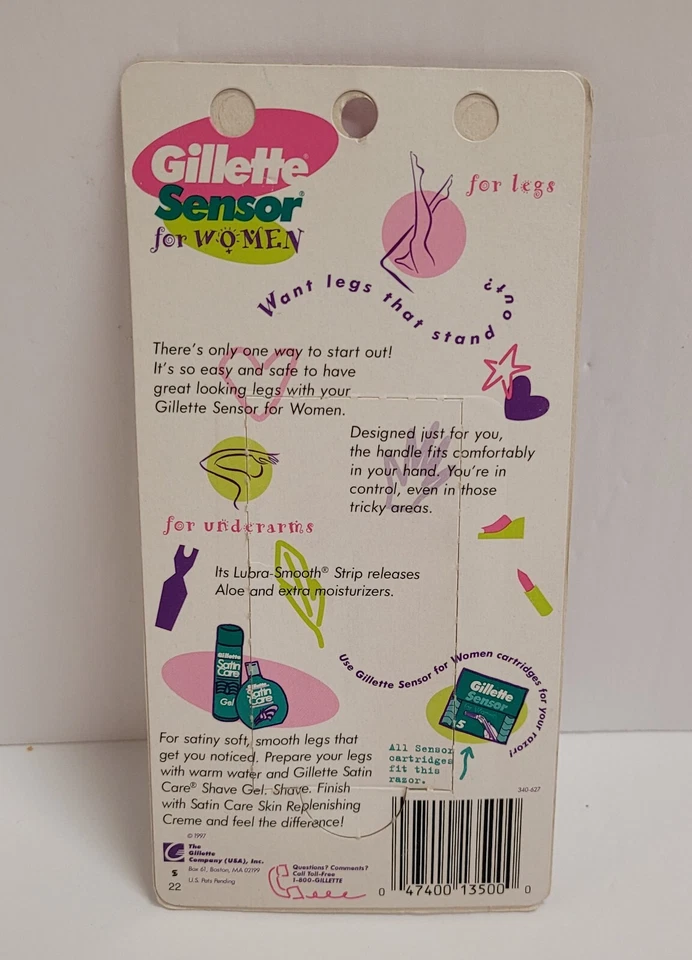 Gillette®
Sensor®
for WOMEN
for legs
Want legs that stand out?
There's only one way to start out!
It's so easy and safe to have
great looking legs with your
Gillette Sensor for Women.
Designed just for you,
the handle fits comfortably
in your hand. You're in
control, even in those
tricky areas.
for underarms
Its Lubra-Smooth® Strip releases
Aloe and extra moisturizers.
Use Gillette Sensor for Women cartridges for your razor!
Gillette
Satin
Care
Gel
Gillette
Satin
Care
Gillette
Sensor
for Women
5
For satiny soft, smooth legs that
get you noticed. Prepare your legs
with warm water and Gillette Satin
Care® Shave Gel. Shave. Finish
with Satin Care Skin Replenishing
Creme and feel the difference!
All Sensor
cartridges
fit this
razor.
340-627
© 1997
The
Gillette
Company (USA), Inc.
Box 61, Boston, MA 02199
U.S. Pats Pending
S
22
Questions? Comments?
Call Toll-Free
1-800-GILLETTE
0 47400 13500 0